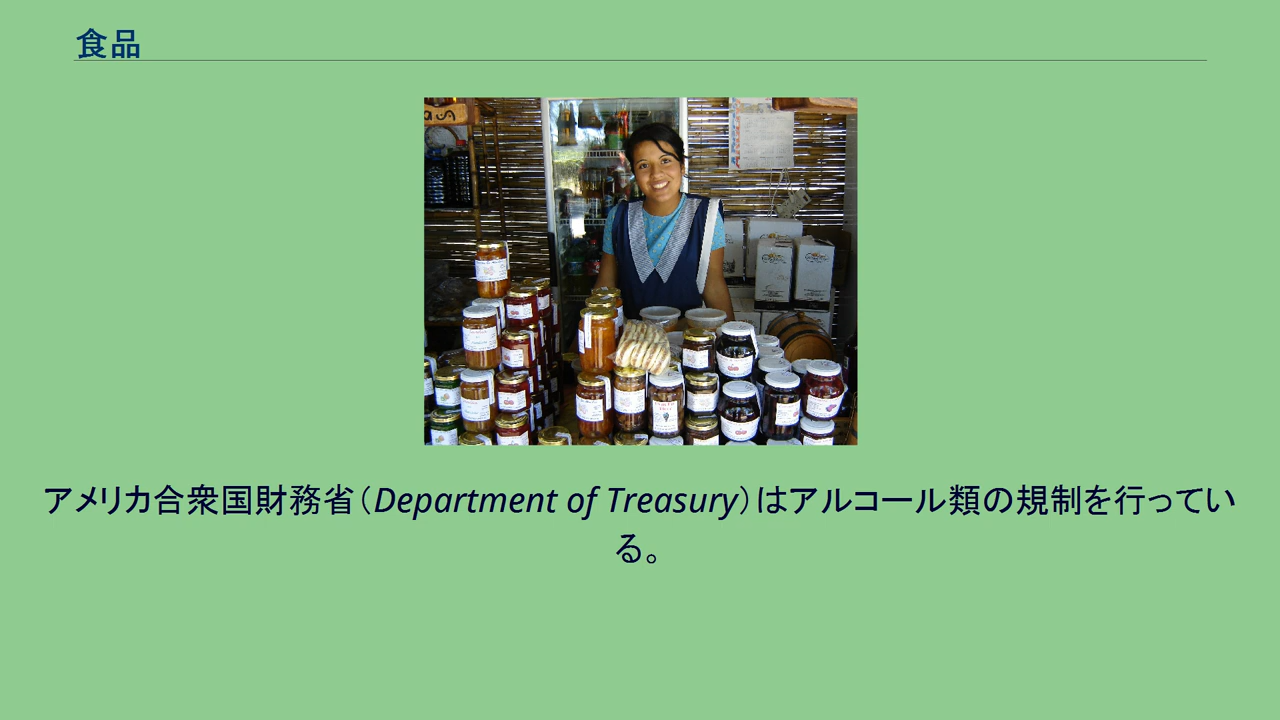 食品
アメリカ合衆国財務省（Department of Treasury）はアルコール類の規制を行ってい
る。